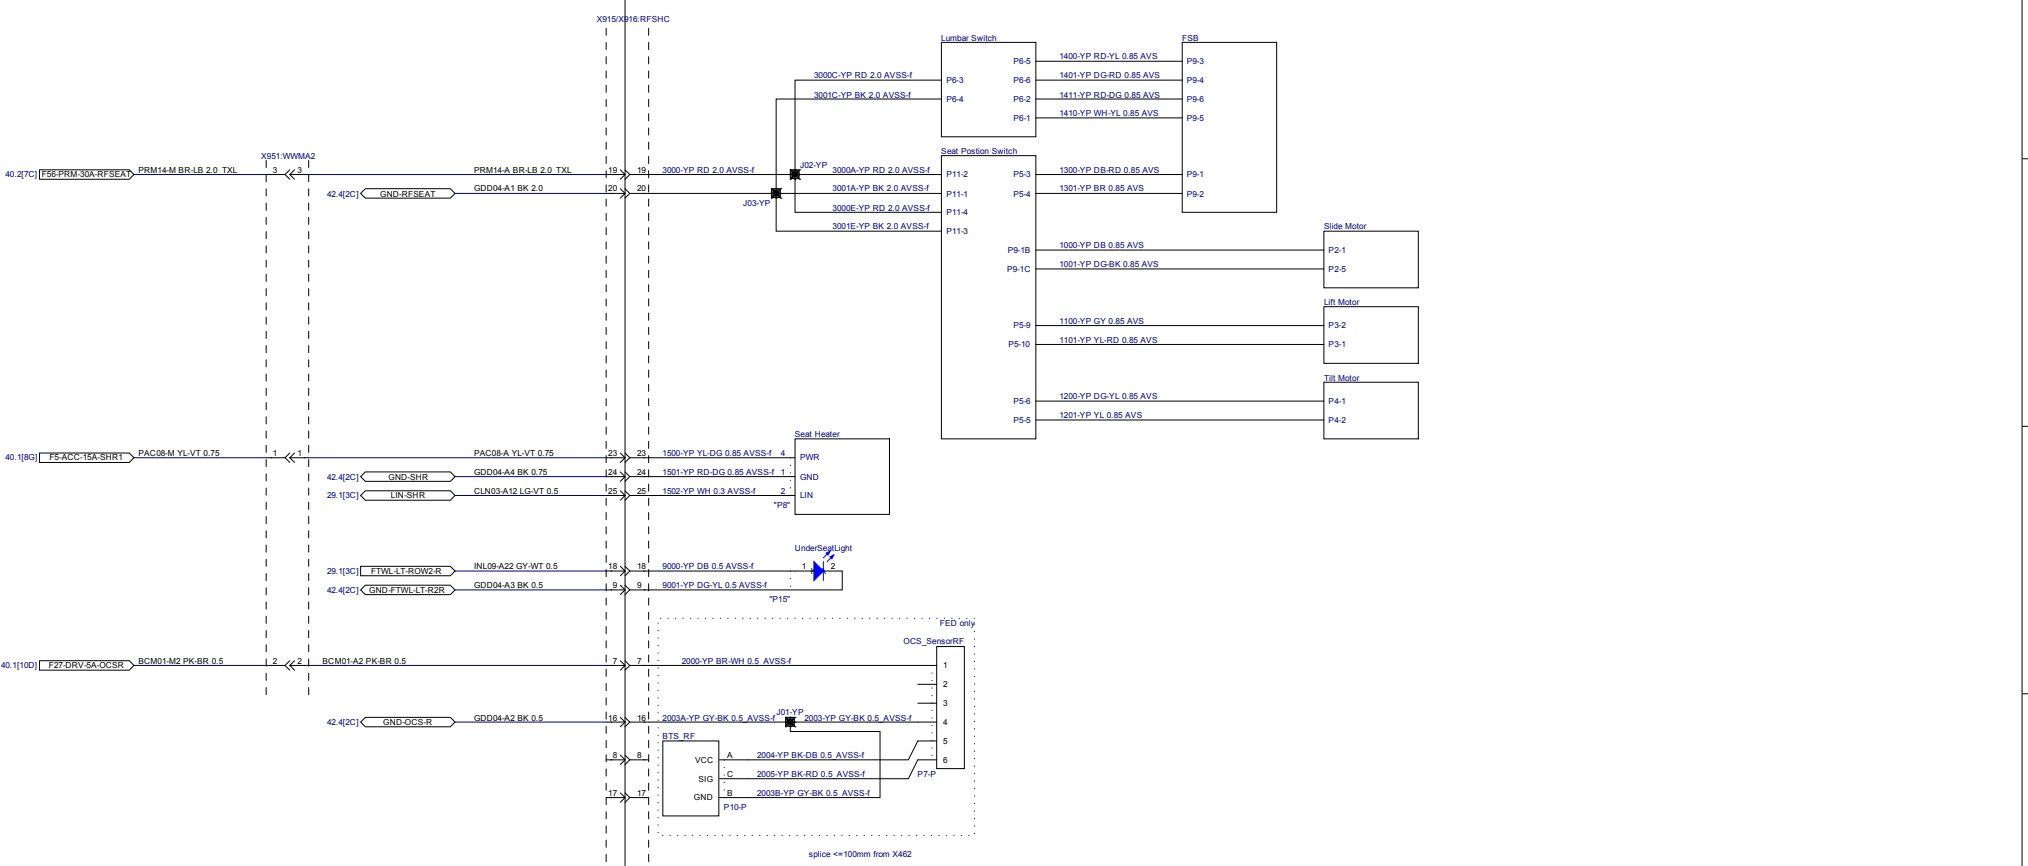 X915/X916:RFSHC
Lumbar Switch
FSB
P6-5 1400-YP RD-YL 0.85 AVS P9-3
3000C-YP RD 2.0 AVSS-f P6-3 P6-6 1401-YP DG-RD 0.85 AVS P9-4
3001C-YP BK 2.0 AVSS-f P6-4 P6-2 1411-YP RD-DG 0.85 AVS P9-6
P6-1 1410-YP WH-YL 0.85 AVS P9-5
X951:WWMA2
Seat Postion Switch
J02-YP
40.2[7C] F56-PRM-30A-RFSEAT PRM14-M BR-LB 2.0 TXL 3 3 PRM14-A BR-LB 2.0 TXL 19 19 3000-YP RD 2.0 AVSS-f 3000A-YP RD 2.0 AVSS-f P11-2 P5-3 1300-YP DB-RD 0.85 AVS P9-1
42.4[2C] GND-RFSEAT GDD04-A1 BK 2.0 20 20 3001A-YP BK 2.0 AVSS-f P11-1 P5-4 1301-YP BR 0.85 AVS P9-2
J03-YP
3000E-YP RD 2.0 AVSS-f P11-4
3001E-YP BK 2.0 AVSS-f P11-3
Slide Motor
P9-1B 1000-YP DB 0.85 AVS P2-1
P9-1C 1001-YP DG-BK 0.85 AVS P2-5
Lift Motor
P5-9 1100-YP GY 0.85 AVS P3-2
P5-10 1101-YP YL-RD 0.85 AVS P3-1
Tilt Motor
P5-6 1200-YP DG-YL 0.85 AVS P4-1
P5-5 1201-YP YL 0.85 AVS P4-2
Seat Heater
40.1[8G] F5-ACC-15A-SHR1 PAC08-M YL-VT 0.75 1 1 PAC08-A YL-VT 0.75 23 23 1500-YP YL-DG 0.85 AVSS-f 4 PWR
42.4[2C] GND-SHR GDD04-A4 BK 0.75 24 24 1501-YP RD-DG 0.85 AVSS-f 1 GND
29.1[3C] LIN-SHR CLN03-A12 LG-VT 0.5 25 25 1502-YP WH 0.3 AVSS-f 2 LIN
"P8"
UnderSeatLight
29.1[3C] FTWL-LT-ROW2-R INL09-A22 GY-WT 0.5 18 18 9000-YP DB 0.5 AVSS-f 1 2
42.4[2C] GND-FTWL-LT-R2R GDD04-A3 BK 0.5 9 9 9001-YP DG-YL 0.5 AVSS-f
"P15"
FED only
OCS_SensorRF
40.1[10D] F27-DRV-5A-OCSR BCM01-M2 PK-BR 0.5 2 2 BCM01-A2 PK-BR 0.5 7 7 2000-YP BR-WH 0.5 AVSS-f 1
2
3
J01-YP
42.4[2C] GND-OCS-R GDD04-A2 BK 0.5 16 16 2003A-YP GY-BK 0.5 AVSS-f 2003-YP GY-BK 0.5 AVSS-f 4
BTS_RF
5
8 8 VCC A 2004-YP BK-DB 0.5 AVSS-f 6
SIG C 2005-YP BK-RD 0.5 AVSS-f P7-P
17 17 GND B 2003B-YP GY-BK 0.5 AVSS-f
P10-P
splice <=100mm from X462